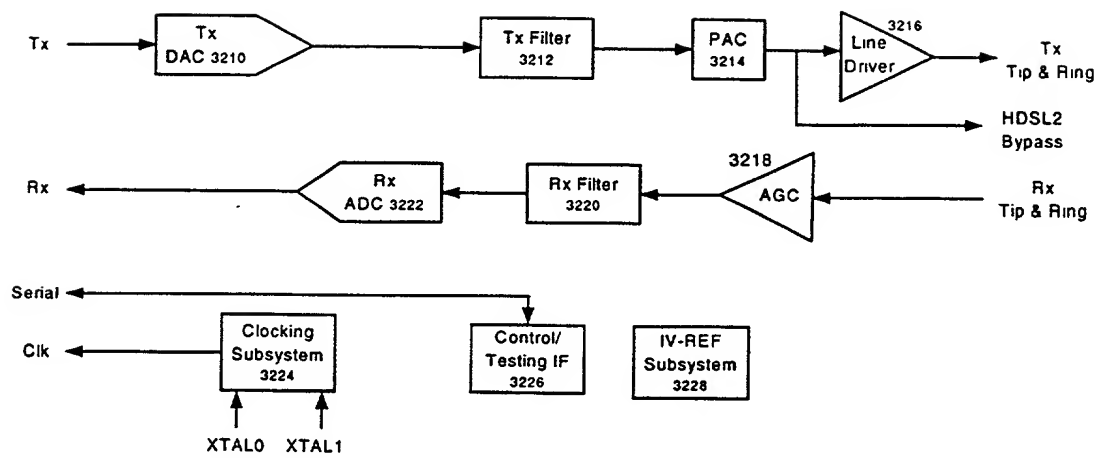 Tx
Tx
DAC 3210
Tx Filter
3212
PAC
3214
3216
Line
Driver
Tx
Tip & Ring
HDSL2
Bypass
Rx
Rx
ADC 3222
Rx Filter
3220
3218
AGC
Rx
Tip & Ring
Serial
Clk
Clocking
Subsystem
3224
Control/
Testing IF
3226
IV-REF
Subsystem
3228
XTAL0 XTAL1